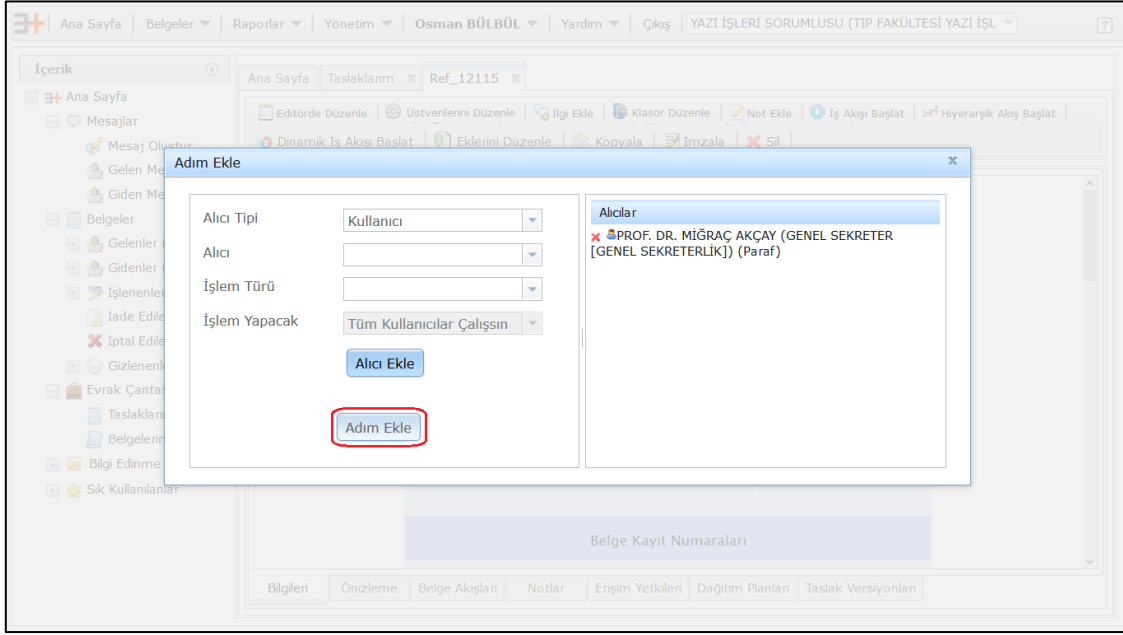 Ana Sayfa
Belgeler
Raporlar
Yönetim
Osman BÜLBÜL
Yardım
Çıkış
YAZI İŞLERİ SORUMLUSU (TIP FAKÜLTESİ YAZI İŞL
?
İçerik
Ana Sayfa
Mesajlar
Mesaj Oluştur
Gelen Me
Giden Me
Belgeler
Gelenler
Gidenler
İşlenenler
İade Edile
İptal Edile
Gizlenenl
Evrak Çantas
Taslakları
Belgelerin
Bilgi Edinme
Sık Kullanılanlar
Ana Sayfa
Taslaklarım x
Ref_12115 x
Editörde Düzenle
Üstverilerini Düzenle
İlgi Ekle
Klasör Düzenle
Not Ekle
İş Akışı Başlat
Hiyerarşik Akış Başlat
Dinamik İş Akışı Başlat
Eklerini Düzenle
Kopyala
İmzala
Sil
Adım Ekle
x
Alıcı Tipi
Kullanıcı
Alıcı
İşlem Türü
İşlem Yapacak
Tüm Kullanıcılar Çalışsın
Alıcı Ekle
Adım Ekle
Alıcılar
PROF. DR. MİĞRAÇ AKÇAY (GENEL SEKRETER
[GENEL SEKRETERLİK]) (Paraf)
Belge Kayıt Numaraları
Bilgileri
Önizleme
Belge Akışları
Notlar
Erişim Yetkileri
Dağıtım Planları
Taslak Versiyonları